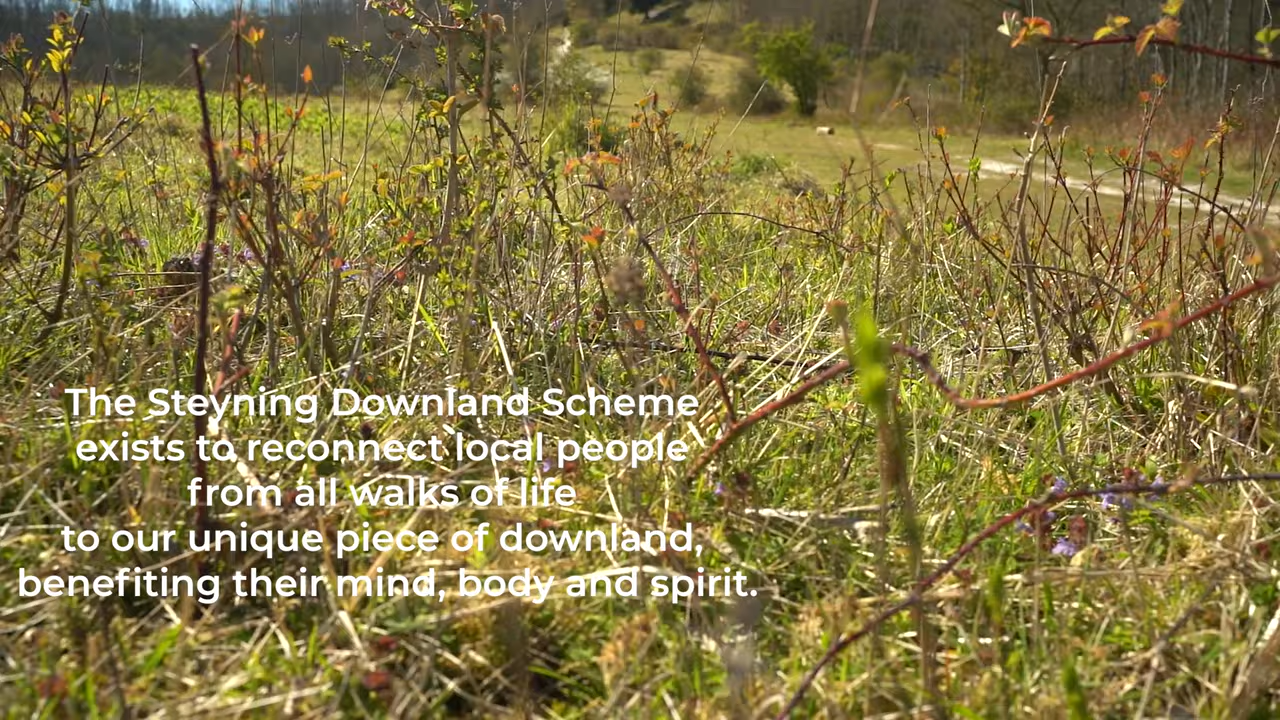 The Steyning Downland Scheme
exists to reconnect local people
from all walks of life
to our unique piece of downland,
benefiting their mind, body and spirit.